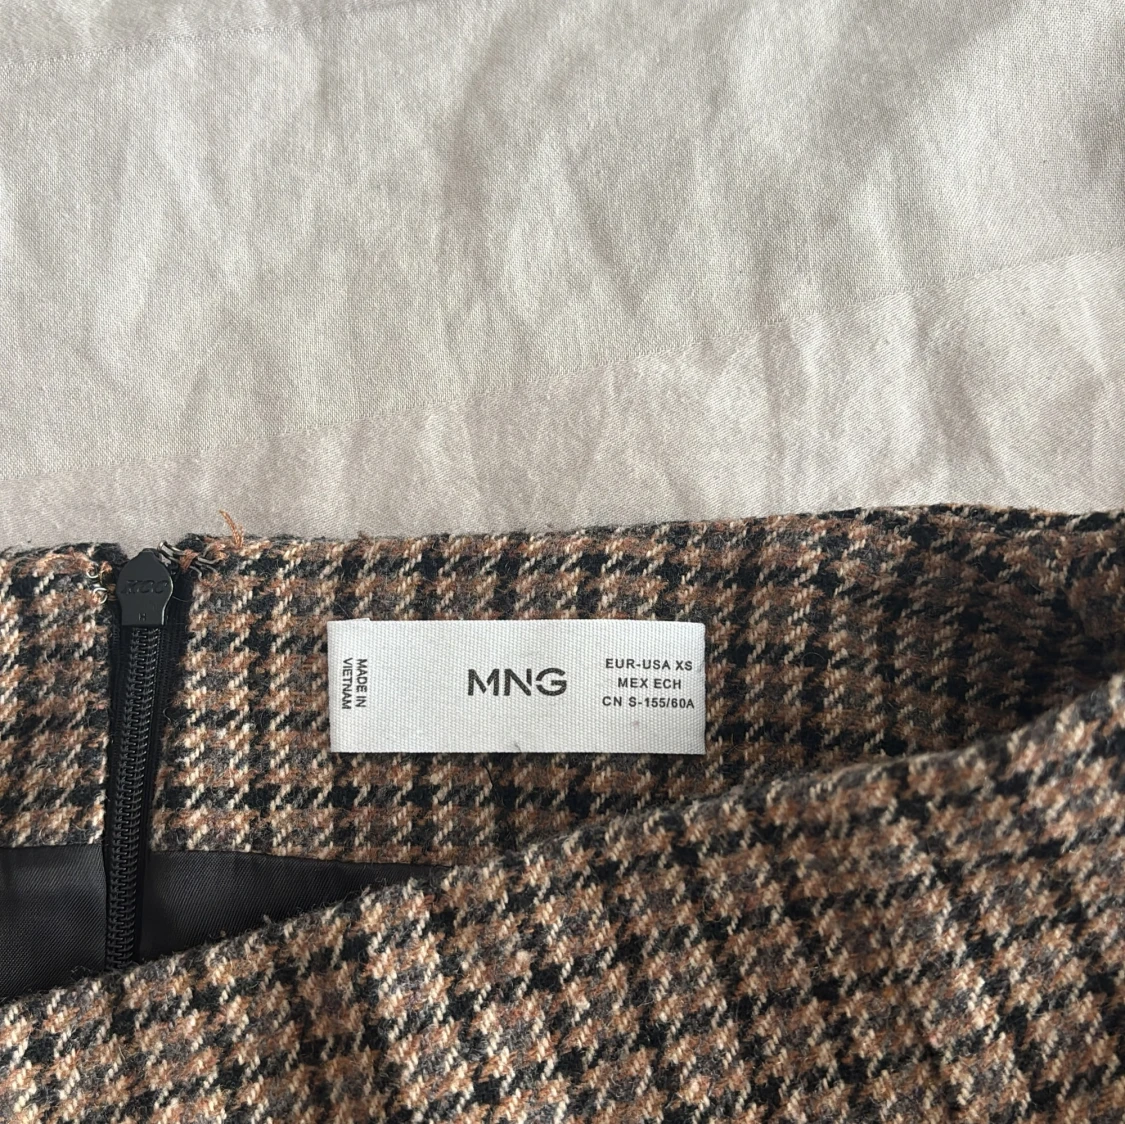 MADE IN
VIETNAM
MNG
EUR-USA XS
MEX ECH
CN S-155/60A